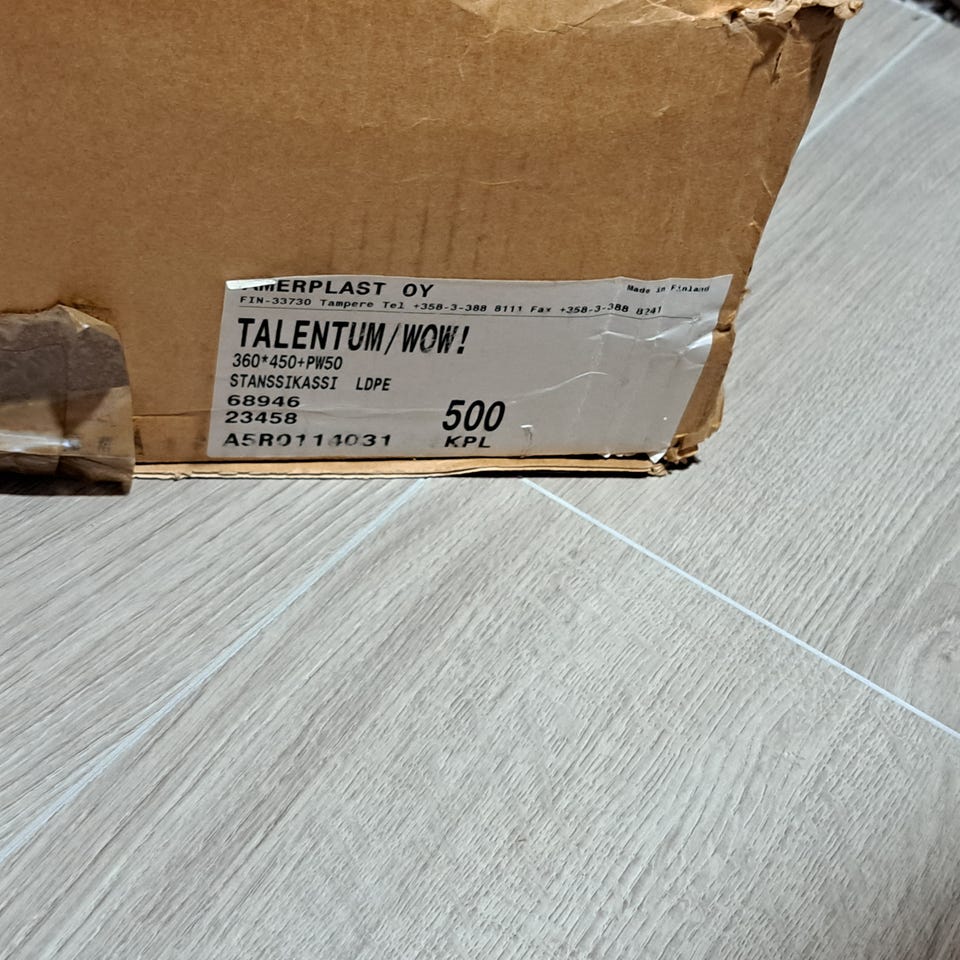 AMERPLAST OY Made in Finland
FIN-33730 Tampere Tel +358-3-388 8111 Fax +358-3-388 8241
TALENTUM/WOW!
360*450+PW50
STANSSIKASSI LDPE
68946
23458 500
A5R0114031 KPL